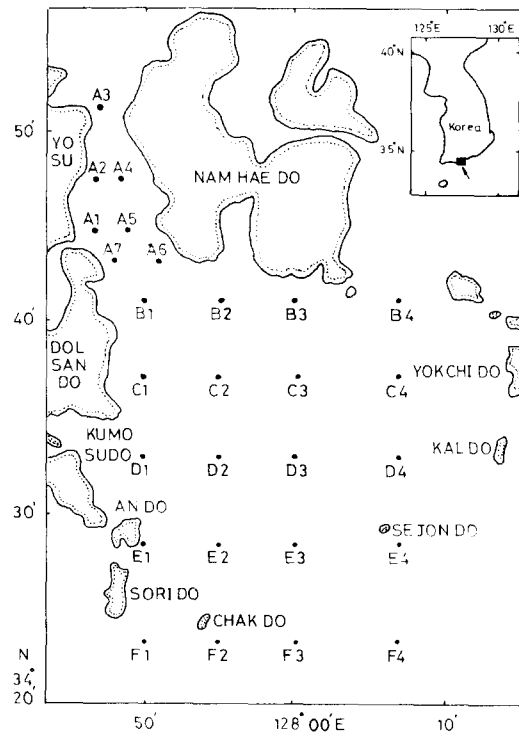 125°E 130°E
40°N
Korea
35°N
A3
50'
YO
SU
A2 A4
NAM HAE DO
A1 A5
A7 A6
40'
B1 B2 B3 B4
DOL
SAN
DO
YOKCHI DO
C1 C2 C3 C4
KUMO
SUDO
KAL DO
D1 D2 D3 D4
30'
AN DO
SEJON DO
E1 E2 E3 E4
SORI DO
CHAK DO
F1 F2 F3 F4
N
34°
20'
50' 128°00'E 10'